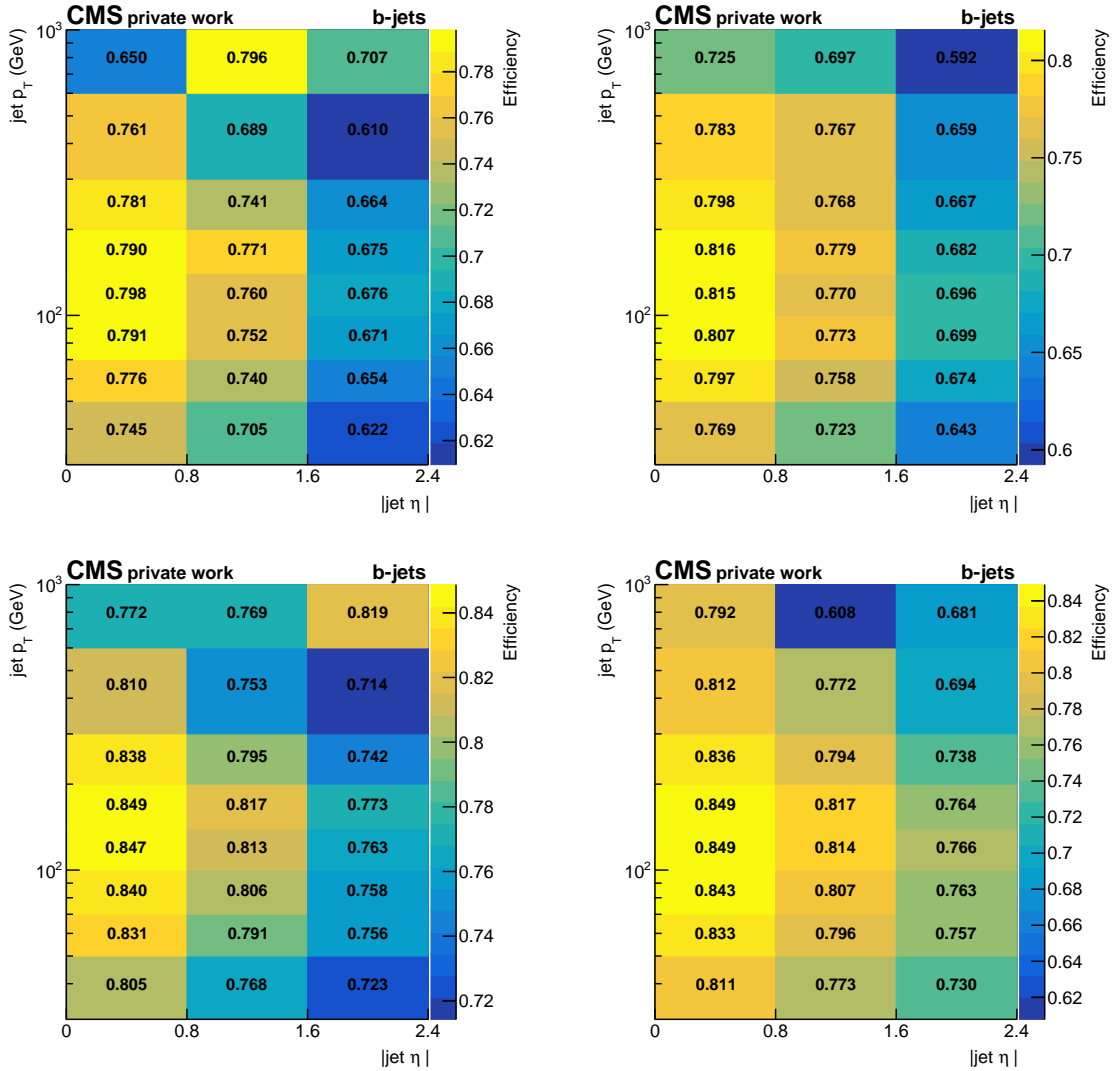 CMS private work b-jets
jet p_T (GeV)
10^3
10^2
0.650 0.796 0.707
0.761 0.689 0.610
0.781 0.741 0.664
0.790 0.771 0.675
0.798 0.760 0.676
0.791 0.752 0.671
0.776 0.740 0.654
0.745 0.705 0.622
0 0.8 1.6 2.4
|jet η |
Efficiency
0.78
0.76
0.74
0.72
0.7
0.68
0.66
0.64
0.62
CMS private work b-jets
jet p_T (GeV)
10^3
10^2
0.725 0.697 0.592
0.783 0.767 0.659
0.798 0.768 0.667
0.816 0.779 0.682
0.815 0.770 0.696
0.807 0.773 0.699
0.797 0.758 0.674
0.769 0.723 0.643
0 0.8 1.6 2.4
|jet η |
Efficiency
0.8
0.75
0.7
0.65
0.6
CMS private work b-jets
jet p_T (GeV)
10^3
10^2
0.772 0.769 0.819
0.810 0.753 0.714
0.838 0.795 0.742
0.849 0.817 0.773
0.847 0.813 0.763
0.840 0.806 0.758
0.831 0.791 0.756
0.805 0.768 0.723
0 0.8 1.6 2.4
|jet η |
Efficiency
0.84
0.82
0.8
0.78
0.76
0.74
0.72
CMS private work b-jets
jet p_T (GeV)
10^3
10^2
0.792 0.608 0.681
0.812 0.772 0.694
0.836 0.794 0.738
0.849 0.817 0.764
0.849 0.814 0.766
0.843 0.807 0.763
0.833 0.796 0.757
0.811 0.773 0.730
0 0.8 1.6 2.4
|jet η |
Efficiency
0.84
0.82
0.8
0.78
0.76
0.74
0.72
0.7
0.68
0.66
0.64
0.62